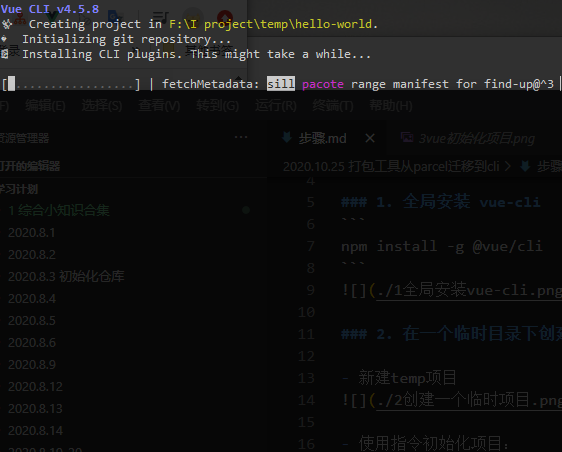 Vue CLI v4.5.8
Creating project in F:\I project\temp\hello-world.
Initializing git repository...
Installing CLI plugins. This might take a while...
[ .................] | fetchMetadata: sill pacote range manifest for find-up@^3
(F) 编辑(E) 选择(S) 查看(V) 转到(G) 运行(R) 终端(T) 帮助(H)
资源管理器 ···
打开的编辑器
学习计划
1 综合小知识合集
2020.8.1
2020.8.2
2020.8.3 初始化仓库
2020.8.4
2020.8.5
2020.8.6
2020.8.9
2020.8.12
2020.8.13
2020.8.14
步骤.md
3vue初始化项目.png
2020.10.25 打包工具从parcel迁移到cli > 步骤
4
5 ### 1. 全局安装 vue-cli
6 ```
7 npm install -g @vue/cli
8 ```
9 ![](./1全局安装vue-cli.png
10
11 ### 2. 在一个临时目录下创建
12
13 - 新建temp项目
14 ![](./2创建一个临时项目.png
15
16 - 使用指令初始化项目：